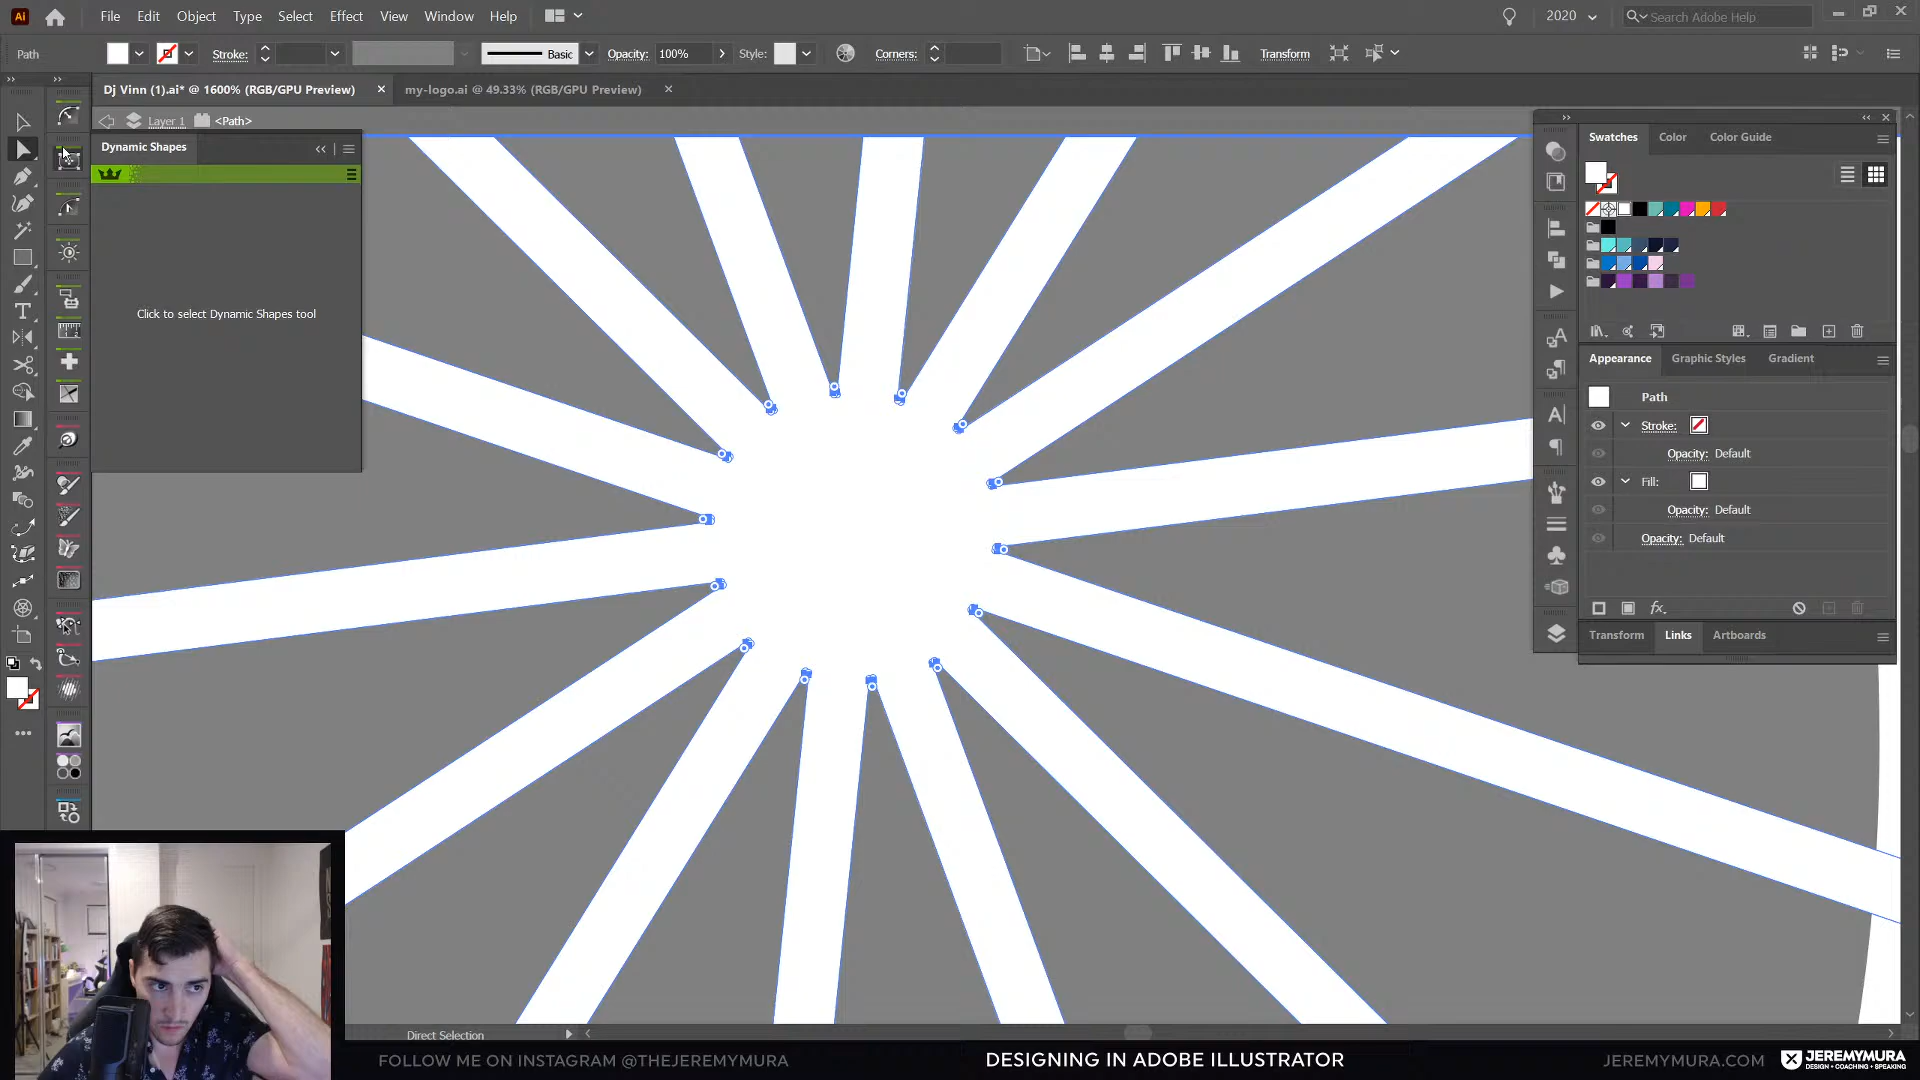 Ai File Edit Object Type Select Effect View Window Help 2020 Search Adobe Help
Path Stroke: Basic Opacity: 100% Style: Corners: Transform
Dj Vinn (1).ai* @ 1600% (RGB/GPU Preview) my-logo.ai @ 49.33% (RGB/GPU Preview)
Layer 1 <Path>
Dynamic Shapes
Click to select Dynamic Shapes tool
Swatches Color Color Guide
Appearance Graphic Styles Gradient
Path
Stroke:
Opacity: Default
Fill:
Opacity: Default
Opacity: Default
fx
Transform Links Artboards
Direct Selection
FOLLOW ME ON INSTAGRAM @THEJEREMYMURA DESIGNING IN ADOBE ILLUSTRATOR JEREMYMURA.COM JEREMYMURA
DESIGN • COACHING • SPEAKING